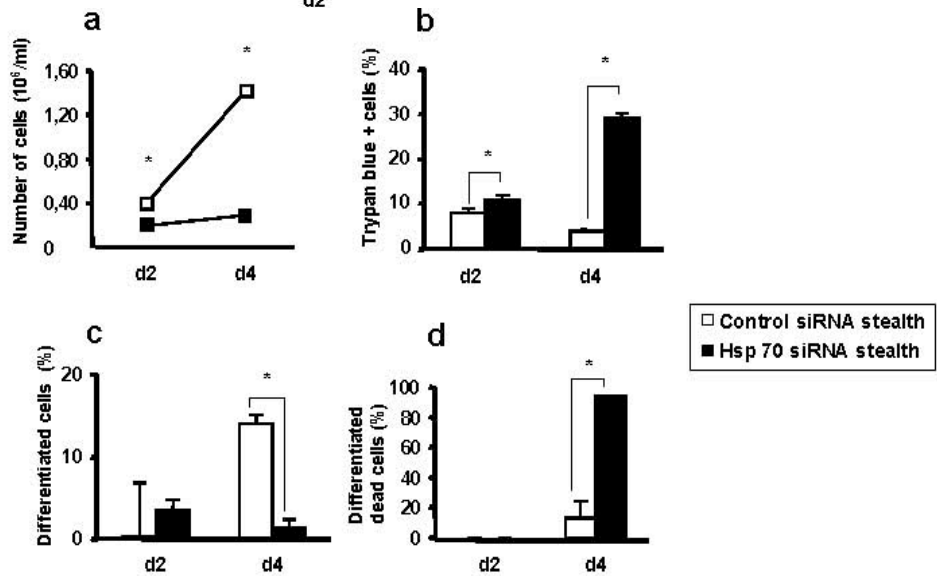 d2
a
Number of cells (10⁶/ml)
*
*
1,60
1,20
0,80
0,40
0
d2 d4
b
Trypan blue + cells (%)
*
*
40
30
20
10
0
d2 d4
c
Differentiated cells (%)
*
20
10
0
d2 d4
d
Differentiated
dead cells (%)
*
100
80
60
40
20
0
d2 d4
Control siRNA stealth
Hsp 70 siRNA stealth